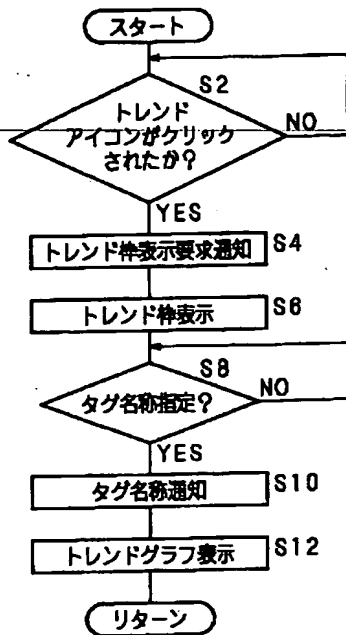 スタート
S2
トレンド
アイコンがクリック
されたか?
NO
YES
トレンド枠表示要求通知
S4
トレンド枠表示
S6
S8
タグ名称指定?
NO
YES
タグ名称通知
S10
トレンドグラフ表示
S12
リターン